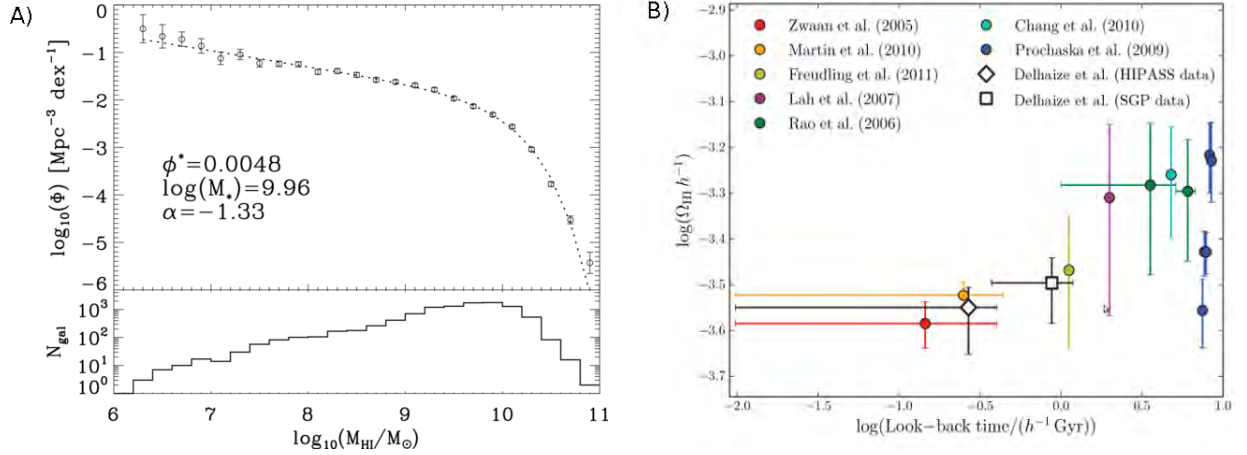 A)
log₁₀(Φ) [Mpc⁻³ dex⁻¹]
0
−1
−2
−3
−4
−5
−6
φ*=0.0048
log(M⁎)=9.96
α=−1.33
N_gal
10³
10²
10¹
10⁰
6 7 8 9 10 11
log₁₀(M_HI/M_☉)
B)
log(Ω_HI h⁻¹)
−2.9
−3.0
−3.1
−3.2
−3.3
−3.4
−3.5
−3.6
−3.7
Zwaan et al. (2005)
Martin et al. (2010)
Freudling et al. (2011)
Lah et al. (2007)
Rao et al. (2006)
Chang et al. (2010)
Prochaska et al. (2009)
Delhaize et al. (HIPASS data)
Delhaize et al. (SGP data)
−2.0 −1.5 −1.0 −0.5 0.0 0.5 1.0
log(Look−back time/(h⁻¹ Gyr))